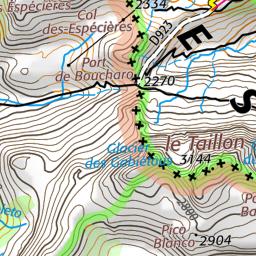 Espécières
2334
Col
des-Espécières
D923
Port
de Boucharo
2270
E
S
Glacier
des Gabiétous
le Taillon
3144
2800
Pico
Blanco
2904